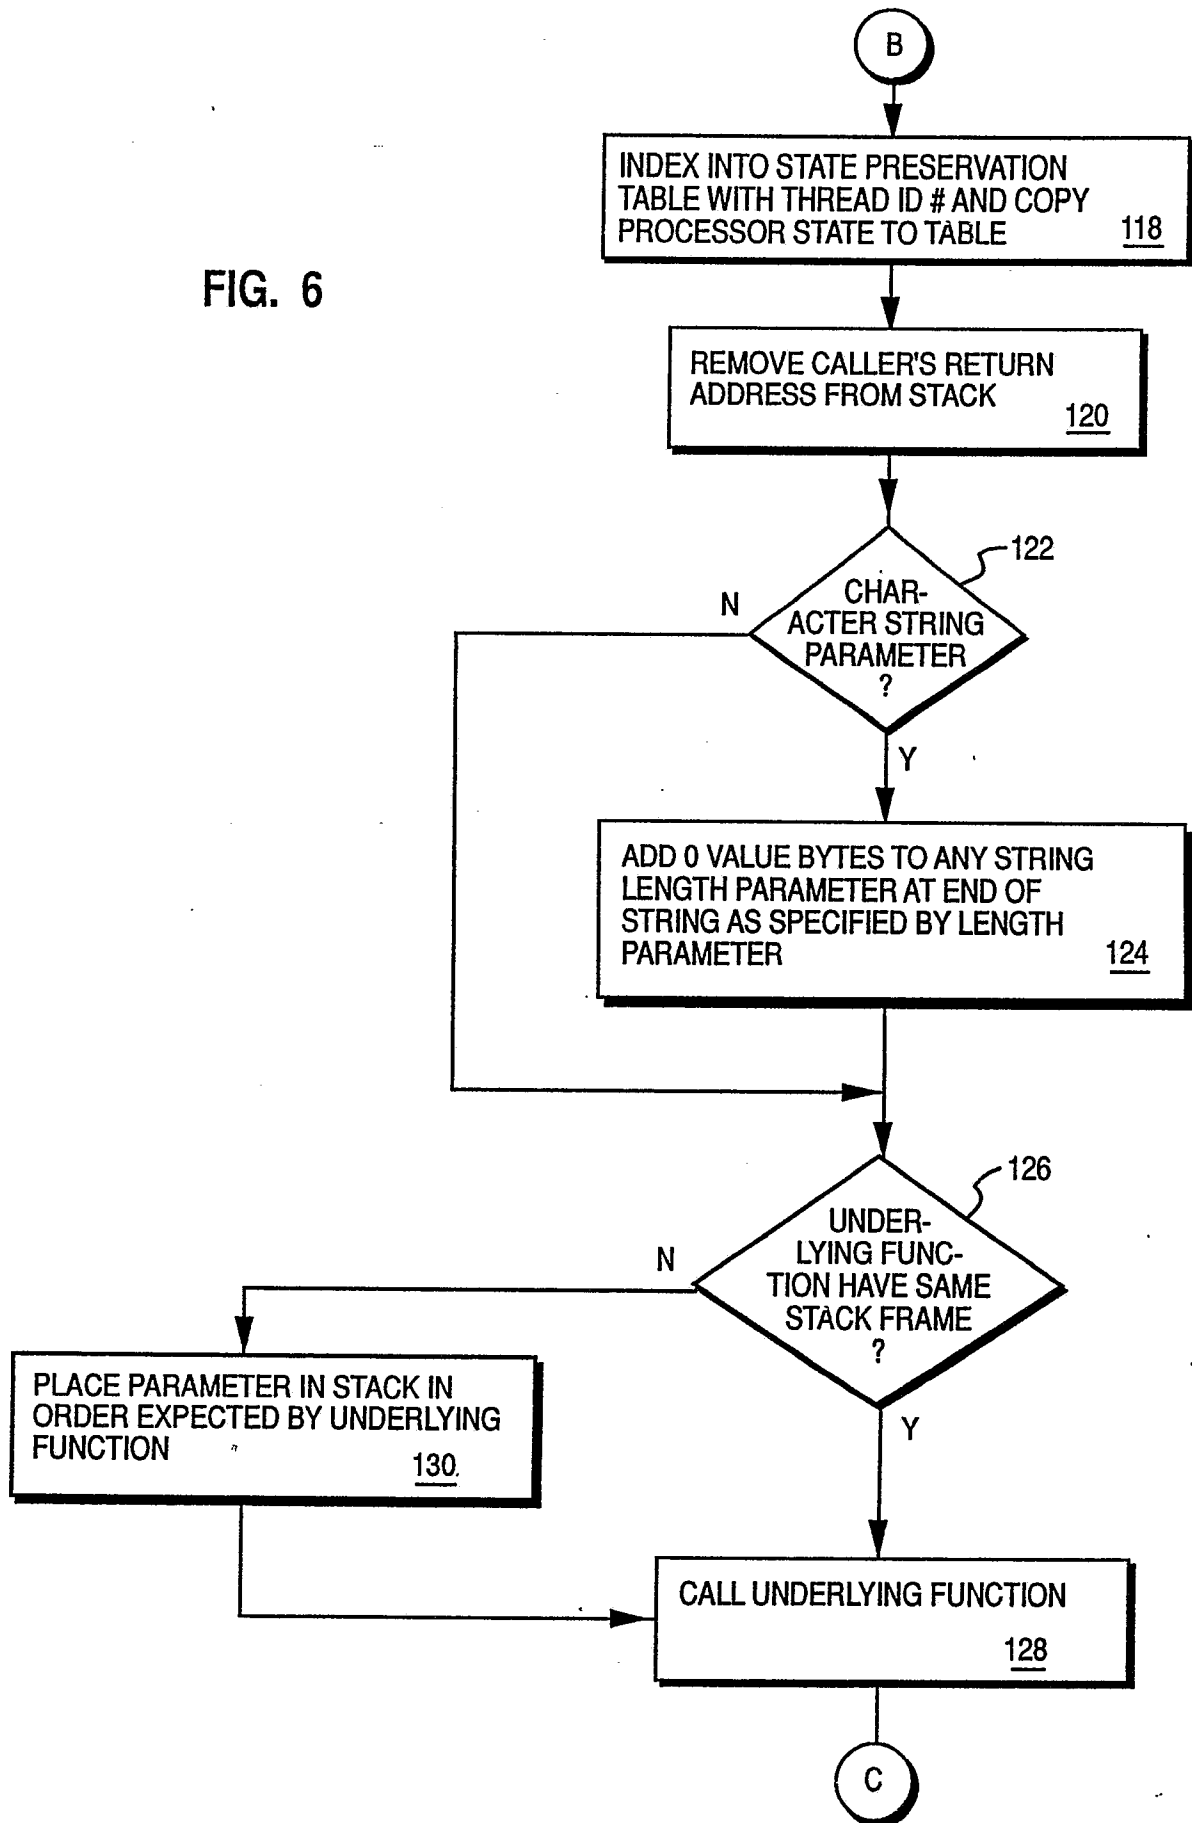 B
INDEX INTO STATE PRESERVATION
TABLE WITH THREAD ID # AND COPY
PROCESSOR STATE TO TABLE
118
FIG. 6
REMOVE CALLER'S RETURN
ADDRESS FROM STACK
120
122
CHAR-
ACTER STRING
PARAMETER
?
N
Y
ADD 0 VALUE BYTES TO ANY STRING
LENGTH PARAMETER AT END OF
STRING AS SPECIFIED BY LENGTH
PARAMETER
124
126
UNDER-
LYING FUNC-
TION HAVE SAME
STACK FRAME
?
N
Y
PLACE PARAMETER IN STACK IN
ORDER EXPECTED BY UNDERLYING
FUNCTION
130
CALL UNDERLYING FUNCTION
128
C